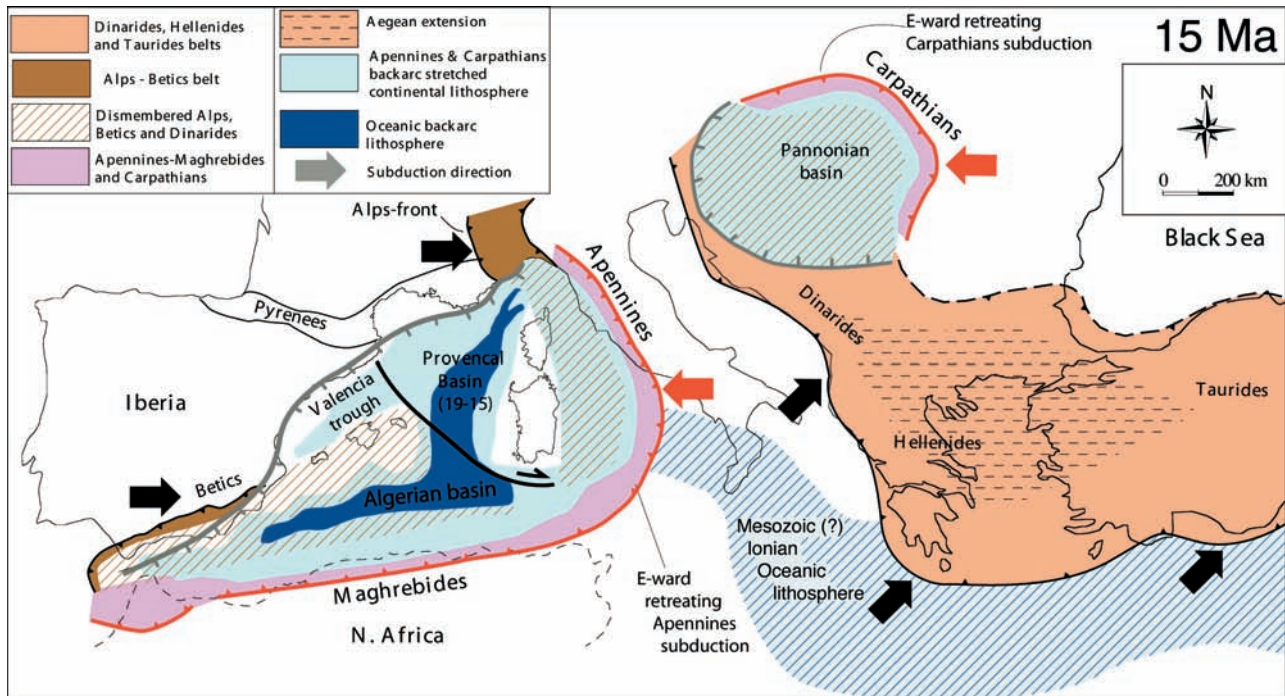 Dinarides, Hellenides
and Taurides belts
Alps - Betics belt
Dismembered Alps,
Betics and Dinarides
Apennines-Maghrebides
and Carpathians
Aegean extension
Apennines & Carpathians
backarc stretched
continental lithosphere
Oceanic backarc
lithosphere
Subduction direction
E-ward retreating
Carpathians subduction
15 Ma
N
0 200 km
Carpathians
Pannonian
basin
Black Sea
Alps-front
Apennines
Pyrenees
Dinarides
Provencal
Basin
(19-15)
Valencia
trough
Iberia
Taurides
Hellenides
Betics
Algerian basin
Mesozoic (?)
Ionian
Oceanic
lithosphere
Maghrebides
E-ward
retreating
Apennines
subduction
N. Africa